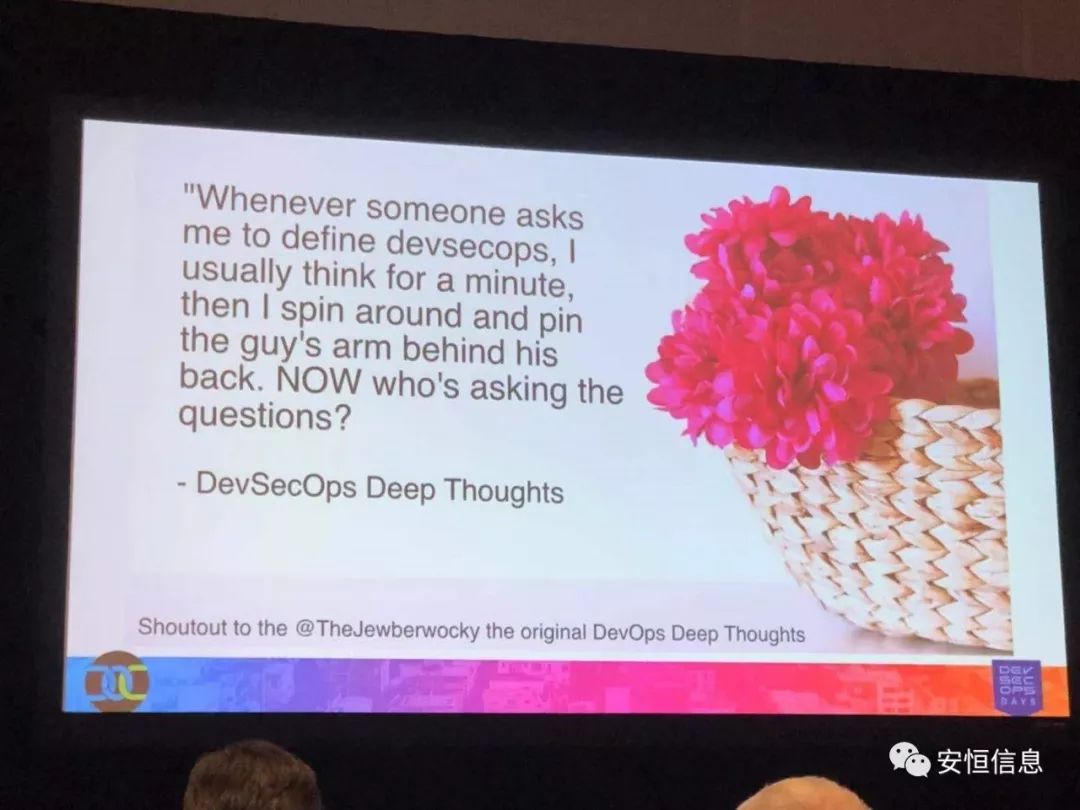 "Whenever someone asks
me to define devsecops, I
usually think for a minute,
then I spin around and pin
the guy's arm behind his
back. NOW who's asking the
questions?
- DevSecOps Deep Thoughts
Shoutout to the @TheJewberwocky the original DevOps Deep Thoughts
DEV
SEC
OPS
DAYS
安恒信息